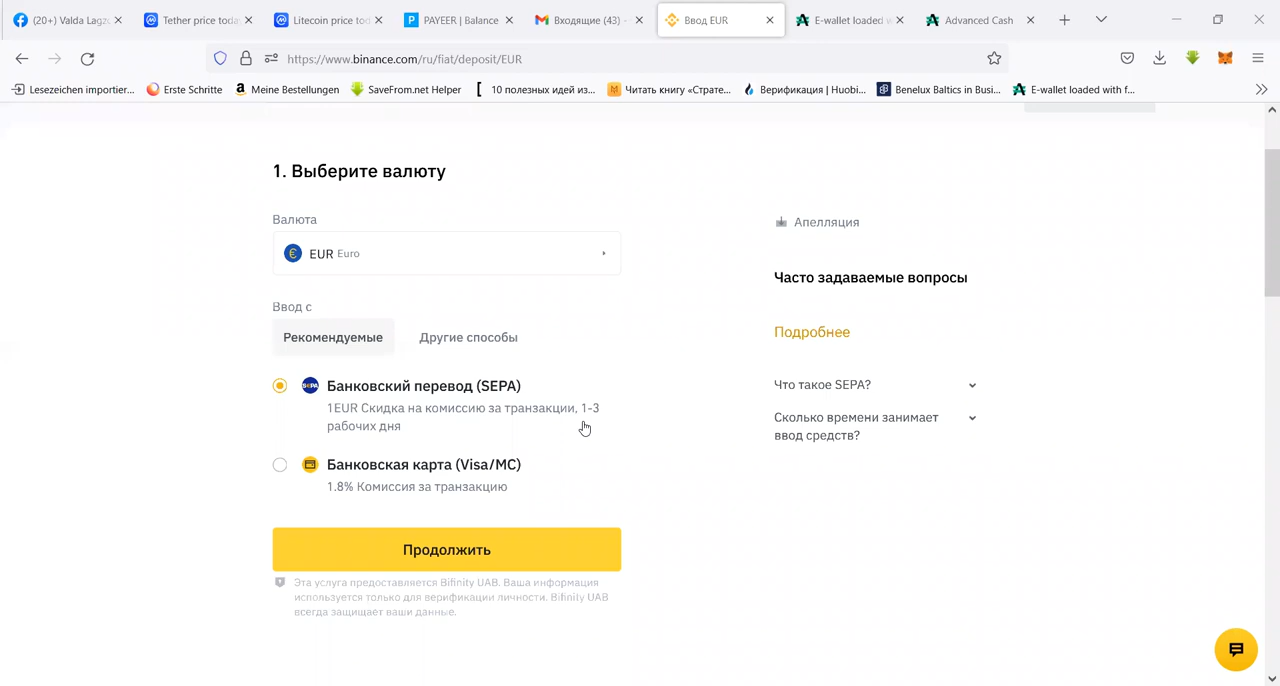 (20+) Valda Lagzd
Tether price today
Litecoin price tod
PAYEER | Balance
Входящие (43) -
Ввод EUR
E-wallet loaded w
Advanced Cash
https://www.binance.com/ru/fiat/deposit/EUR
Lesezeichen importier...
Erste Schritte
Meine Bestellungen
SaveFrom.net Helper
10 полезных идей из...
Читать книгу «Страте...
Верификация | Huobi...
Benelux Baltics in Busi...
E-wallet loaded with f...
1. Выберите валюту
Валюта
EUR Euro
Ввод с
Рекомендуемые
Другие способы
SEPA
Банковский перевод (SEPA)
1EUR Скидка на комиссию за транзакции, 1-3
рабочих дня
Банковская карта (Visa/MC)
1.8% Комиссия за транзакцию
Продолжить
Эта услуга предоставляется Bifinity UAB. Ваша информация
используется только для верификации личности. Bifinity UAB
всегда защищает ваши данные.
Апелляция
Часто задаваемые вопросы
Подробнее
Что такое SEPA?
Сколько времени занимает
ввод средств?